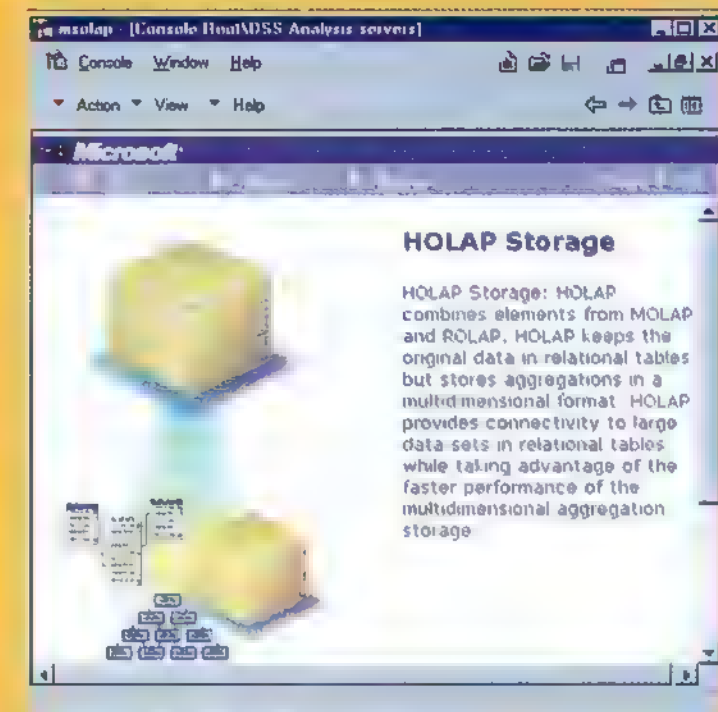 msolap - [Console Root\DSS Analysis servers]
Console Window Help
Action View Help
Microsoft
HOLAP Storage
HOLAP Storage: HOLAP
combines elements from MOLAP
and ROLAP. HOLAP keeps the
original data in relational tables
but stores aggregations in a
multidimensional format HOLAP
provides connectivity to large
data sets in relational tables
while taking advantage of the
faster performance of the
multidimensional aggregation
storage